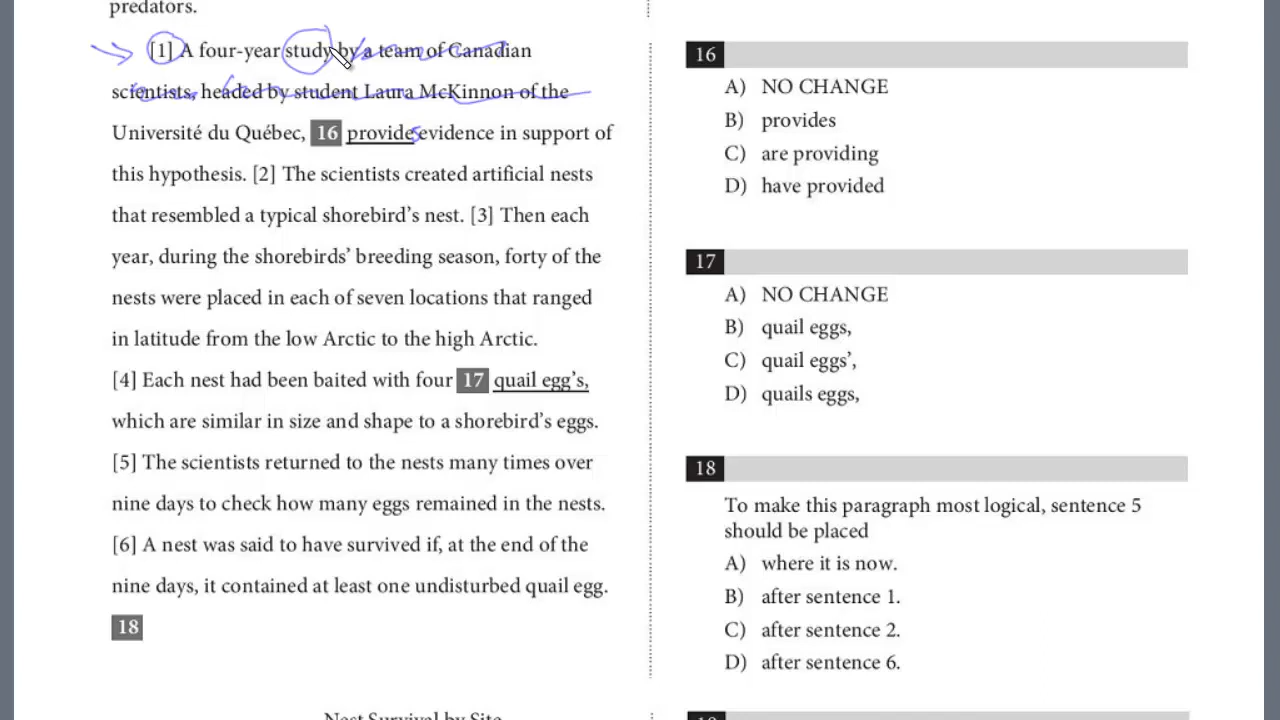 predators.
[1] A four-year study by a team of Canadian
scientists, headed by student Laura McKinnon of the
Université du Québec, 16 provides evidence in support of
this hypothesis. [2] The scientists created artificial nests
that resembled a typical shorebird’s nest. [3] Then each
year, during the shorebirds’ breeding season, forty of the
nests were placed in each of seven locations that ranged
in latitude from the low Arctic to the high Arctic.
[4] Each nest had been baited with four 17 quail egg’s,
which are similar in size and shape to a shorebird’s eggs.
[5] The scientists returned to the nests many times over
nine days to check how many eggs remained in the nests.
[6] A nest was said to have survived if, at the end of the
nine days, it contained at least one undisturbed quail egg.
18
16
A) NO CHANGE
B) provides
C) are providing
D) have provided
17
A) NO CHANGE
B) quail eggs,
C) quail eggs’,
D) quails eggs,
18
To make this paragraph most logical, sentence 5
should be placed
A) where it is now.
B) after sentence 1.
C) after sentence 2.
D) after sentence 6.
Nest Survival by Site